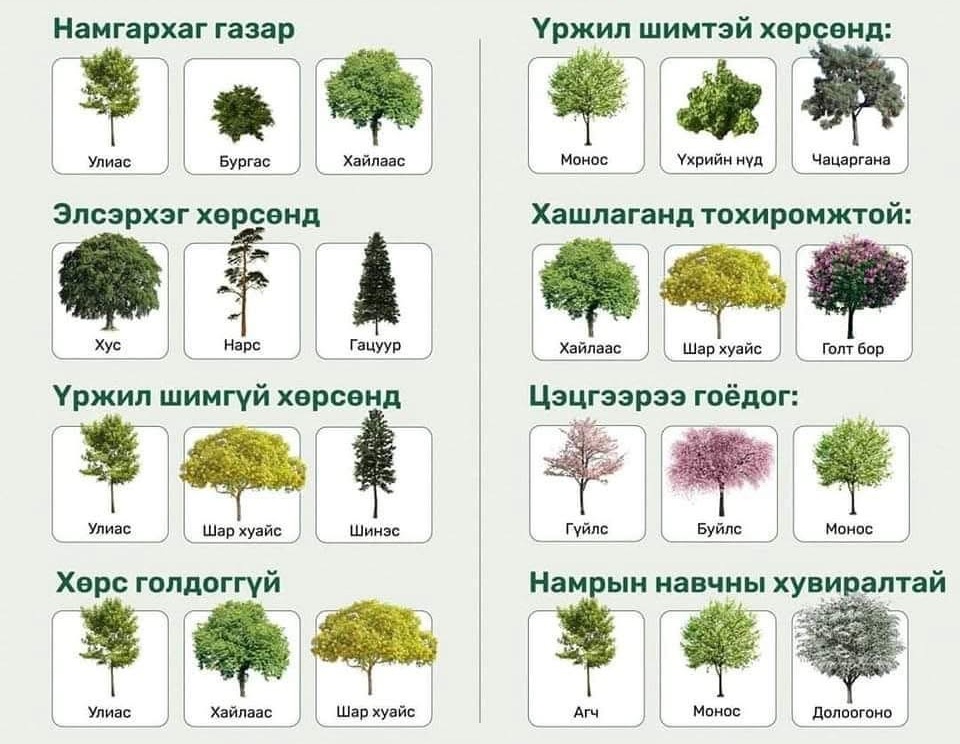 Намгархаг газар
Улиас
Бургас
Хайлаас
Элсэрхэг хөрсөнд
Хус
Нарс
Гацуур
Үржил шимгүй хөрсөнд
Улиас
Шар хуайс
Шинэс
Хөрс голдоггүй
Улиас
Хайлаас
Шар хуайс
Үржил шимтэй хөрсөнд:
Монос
Үхрийн нүд
Чацаргана
Хашлаганд тохиромжтой:
Хайлаас
Шар хуайс
Голт бор
Цэцгээрээ гоёдог:
Гүйлс
Буйлс
Монос
Намрын навчны хувиралтай
Агч
Монос
Долоогоно